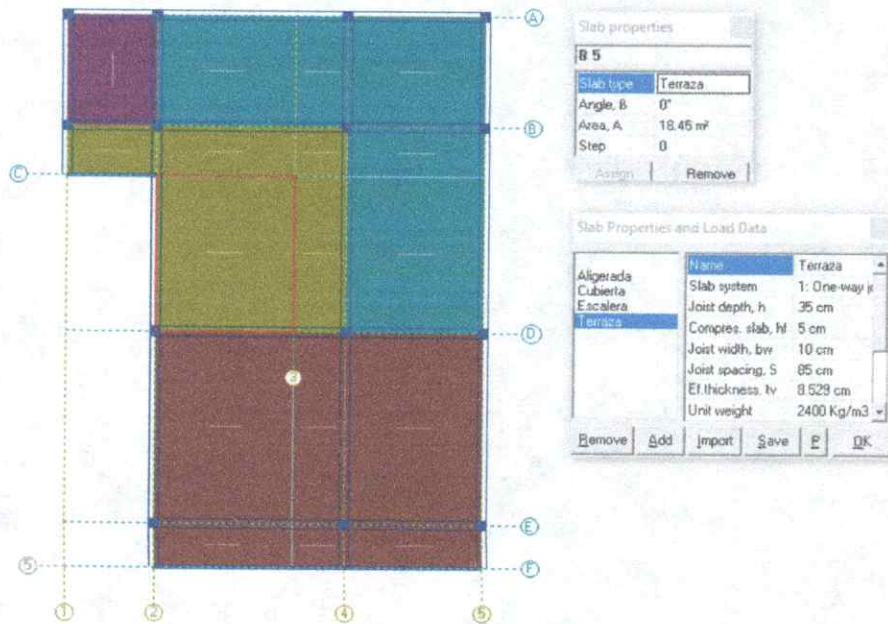 A
B
C
D
3
E
5
F
1
2
4
5
Slab properties
B 5
Slab type Terraza
Angle, B 0°
Area, A 18.45 m²
Step 0
Assign Remove
Slab Properties and Load Data
Aligerada
Cubierta
Escalera
Terraza
Name Terraza
Slab system 1: One-way j
Joist depth, h 35 cm
Compres. slab, hf 5 cm
Joist width, bw 10 cm
Joist spacing, S 85 cm
Ef.thickness, tv 8.529 cm
Unit weight 2400 Kg/m3
Remove Add Import Save P OK